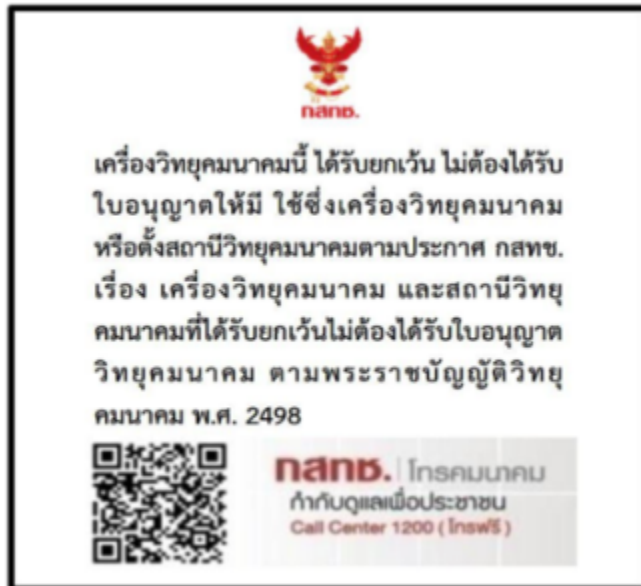 กสทช.
เครื่องวิทยุคมนาคมนี้ ได้รับยกเว้น ไม่ต้องได้รับ
ใบอนุญาตให้มี ใช้ซึ่งเครื่องวิทยุคมนาคม
หรือตั้งสถานีวิทยุคมนาคมตามประกาศ กสทช.
เรื่อง เครื่องวิทยุคมนาคม และสถานีวิทยุ
คมนาคมที่ได้รับยกเว้นไม่ต้องได้รับใบอนุญาต
วิทยุคมนาคม ตามพระราชบัญญัติวิทยุ
คมนาคม พ.ศ. 2498
กสทช. | โทรคมนาคม
กำกับดูแลเพื่อประชาชน
Call Center 1200 ( โทรฟรี )